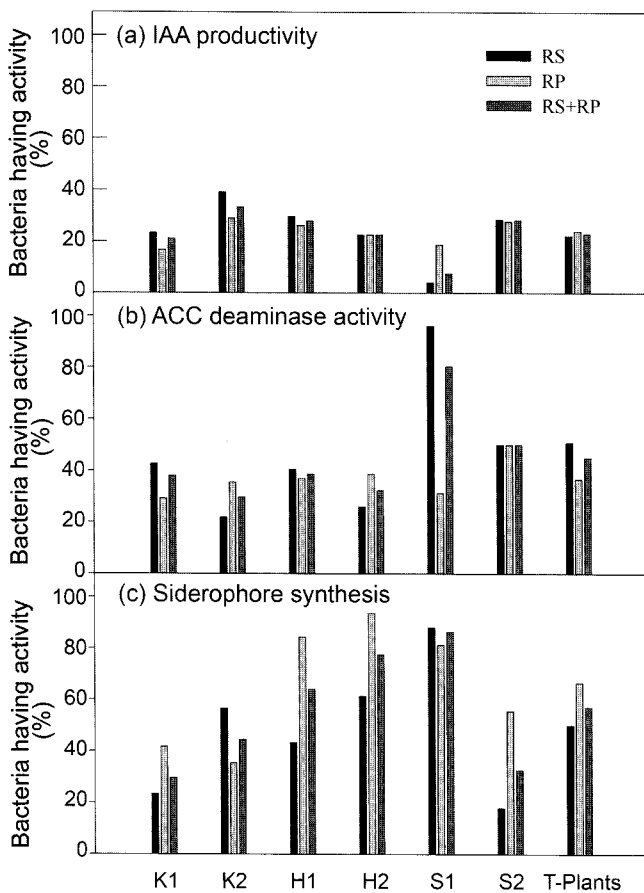 (a) IAA productivity
RS
RP
RS+RP
Bacteria having activity
(%)
100
80
60
40
20
0
(b) ACC deaminase activity
Bacteria having activity
(%)
100
80
60
40
20
0
(c) Siderophore synthesis
Bacteria having activity
(%)
100
80
60
40
20
0
K1 K2 H1 H2 S1 S2 T-Plants